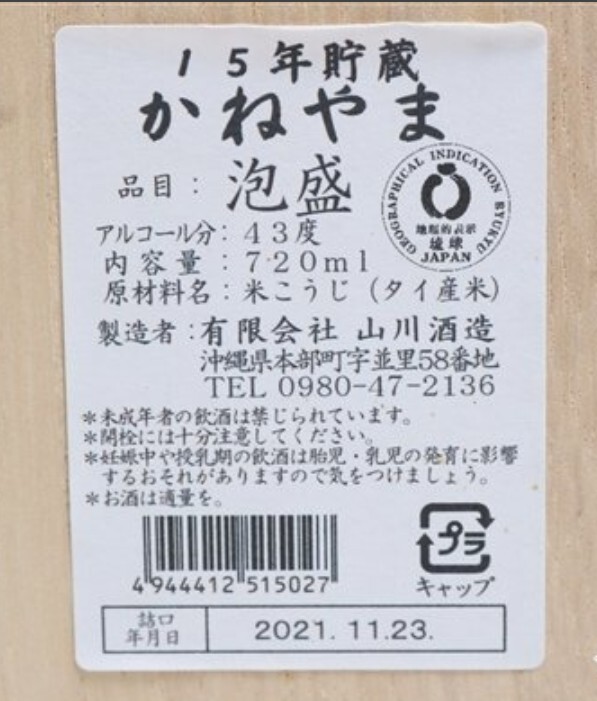 15年貯蔵
かねやま
品目：泡盛
GEOGRAPHICAL INDICATION RYUKYU
地理的表示
琉球
JAPAN
アルコール分：43度
内容量：720ml
原材料名：米こうじ（タイ産米）
製造者：有限会社 山川酒造
沖縄県本部町字並里58番地
TEL 0980-47-2136
＊未成年者の飲酒は禁じられています。
＊開栓には十分注意してください。
＊妊娠中や授乳期の飲酒は胎児・乳児の発育に影響
するおそれがありますので気をつけましょう。
＊お酒は適量を。
4944412515027
プラ
キャップ
詰口
年月日
2021.11.23.